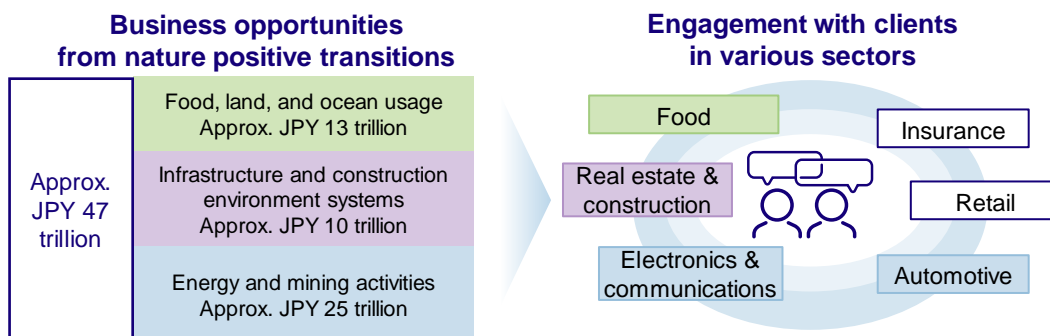 Business opportunities
from nature positive transitions
Approx.
JPY 47
trillion
Food, land, and ocean usage
Approx. JPY 13 trillion
Infrastructure and construction
environment systems
Approx. JPY 10 trillion
Energy and mining activities
Approx. JPY 25 trillion
Engagement with clients
in various sectors
Food
Insurance
Real estate &
construction
Retail
Electronics &
communications
Automotive